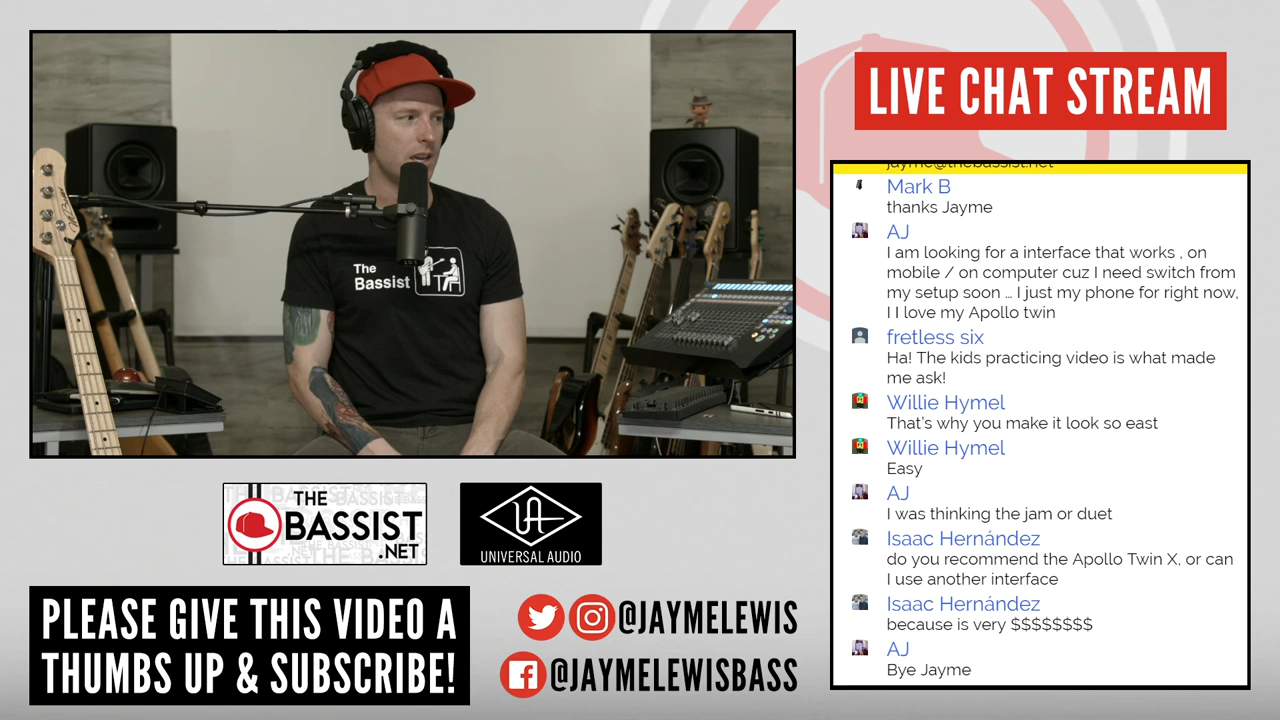 LIVE CHAT STREAM
jayme@thebassist.net
Mark B
thanks Jayme
AJ
I am looking for a interface that works , on
mobile / on computer cuz I need switch from
my setup soon … I just my phone for right now,
I I love my Apollo twin
fretless six
Ha! The kids practicing video is what made
me ask!
Willie Hymel
That's why you make it look so east
Willie Hymel
Easy
AJ
I was thinking the jam or duet
Isaac Hernández
do you recommend the Apollo Twin X, or can
I use another interface
Isaac Hernández
because is very $$$$$$$$
AJ
Bye Jayme
The
Bassist
THE
BASSIST
.NET
UA
UNIVERSAL AUDIO
PLEASE GIVE THIS VIDEO A
THUMBS UP & SUBSCRIBE!
@JAYMELEWIS
@JAYMELEWISBASS